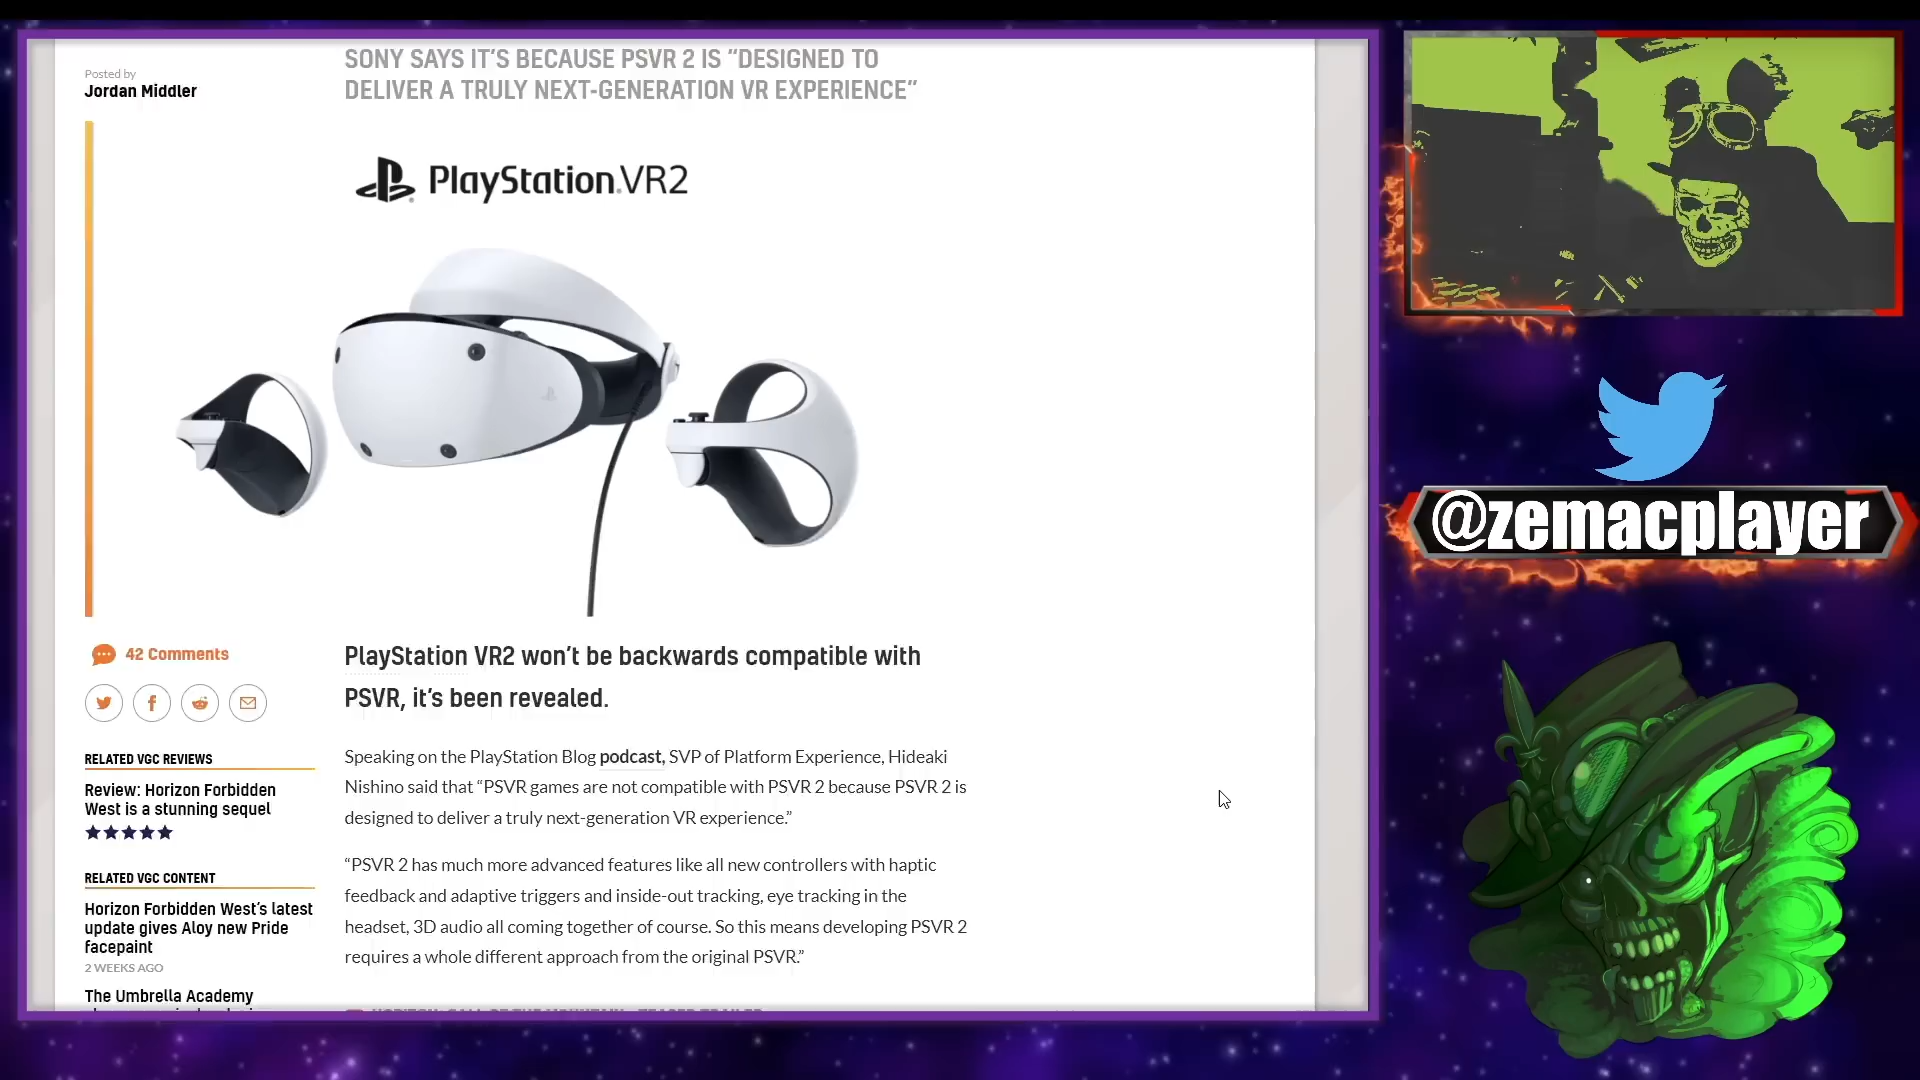 SONY SAYS IT'S BECAUSE PSVR 2 IS “DESIGNED TO
DELIVER A TRULY NEXT-GENERATION VR EXPERIENCE”
Posted by
Jordan Middler
PlayStation.VR2
42 Comments
RELATED VGC REVIEWS
Review: Horizon Forbidden
West is a stunning sequel
RELATED VGC CONTENT
Horizon Forbidden West's latest
update gives Aloy new Pride
facepaint
2 WEEKS AGO
The Umbrella Academy
PlayStation VR2 won't be backwards compatible with
PSVR, it's been revealed.
Speaking on the PlayStation Blog podcast, SVP of Platform Experience, Hideaki
Nishino said that “PSVR games are not compatible with PSVR 2 because PSVR 2 is
designed to deliver a truly next-generation VR experience.”
“PSVR 2 has much more advanced features like all new controllers with haptic
feedback and adaptive triggers and inside-out tracking, eye tracking in the
headset, 3D audio all coming together of course. So this means developing PSVR 2
requires a whole different approach from the original PSVR.”
@zemacplayer